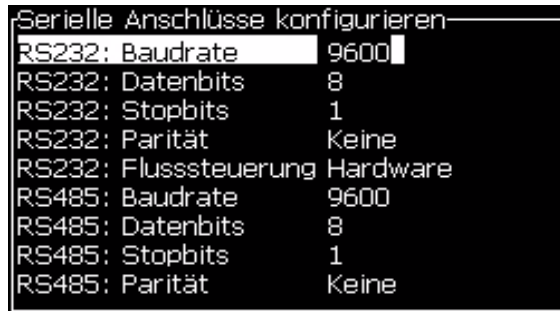 Serielle Anschlüsse konfigurieren
RS232: Baudrate 9600
RS232: Datenbits 8
RS232: Stopbits 1
RS232: Parität Keine
RS232: Flusssteuerung Hardware
RS485: Baudrate 9600
RS485: Datenbits 8
RS485: Stopbits 1
RS485: Parität Keine